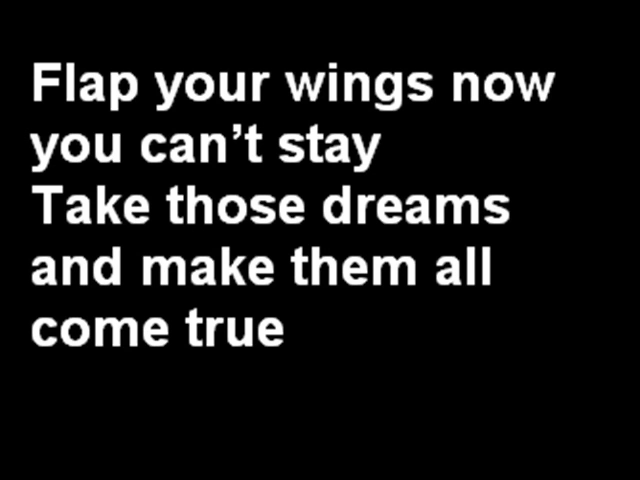 Flap your wings now
you can’t stay
Take those dreams
and make them all
come true